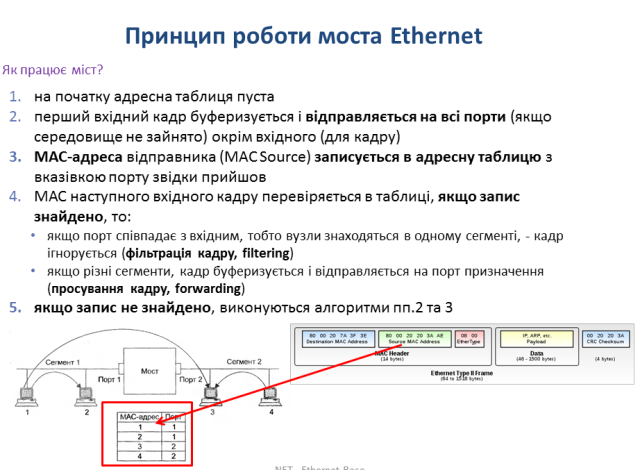 Принцип роботи моста Ethernet
Як працює міст?
1. на початку адресна таблиця пуста
2. перший вхідний кадр буферизується і відправляється на всі порти (якщо
середовище не зайнято) окрім вхідного (для кадру)
3. MAC-адреса відправника (MAC Source) записується в адресну таблицю з
вказівкою порту звідки прийшов
4. MAC наступного вхідного кадру перевіряється в таблиці, якщо запис
знайдено, то:
• якщо порт співпадає з вхідним, тобто вузли знаходяться в одному сегменті, - кадр
ігнорується (фільтрація кадру, filtering)
• якщо різні сегменти, кадр буферизується і відправляється на порт призначення
(просування кадру, forwarding)
5. якщо запис не знайдено, виконуються алгоритми пп.2 та 3
Сегмент 1
Мост
Сегмент 2
Порт 1
Порт 2
1
2
3
4
MAC-адрес Порт
1 1
2 1
3 2
4 2
80 00 20 7A 3F 3E
Destination MAC Address
80 00 20 20 3A AE
Source MAC Address
08 00
EtherType
IP, ARP, etc.
Payload
00 20 20 3A
CRC Checksum
MAC Header
(14 bytes)
Data
(46 - 1500 bytes)
(4 bytes)
Ethernet Type II Frame
(64 to 1518 bytes)